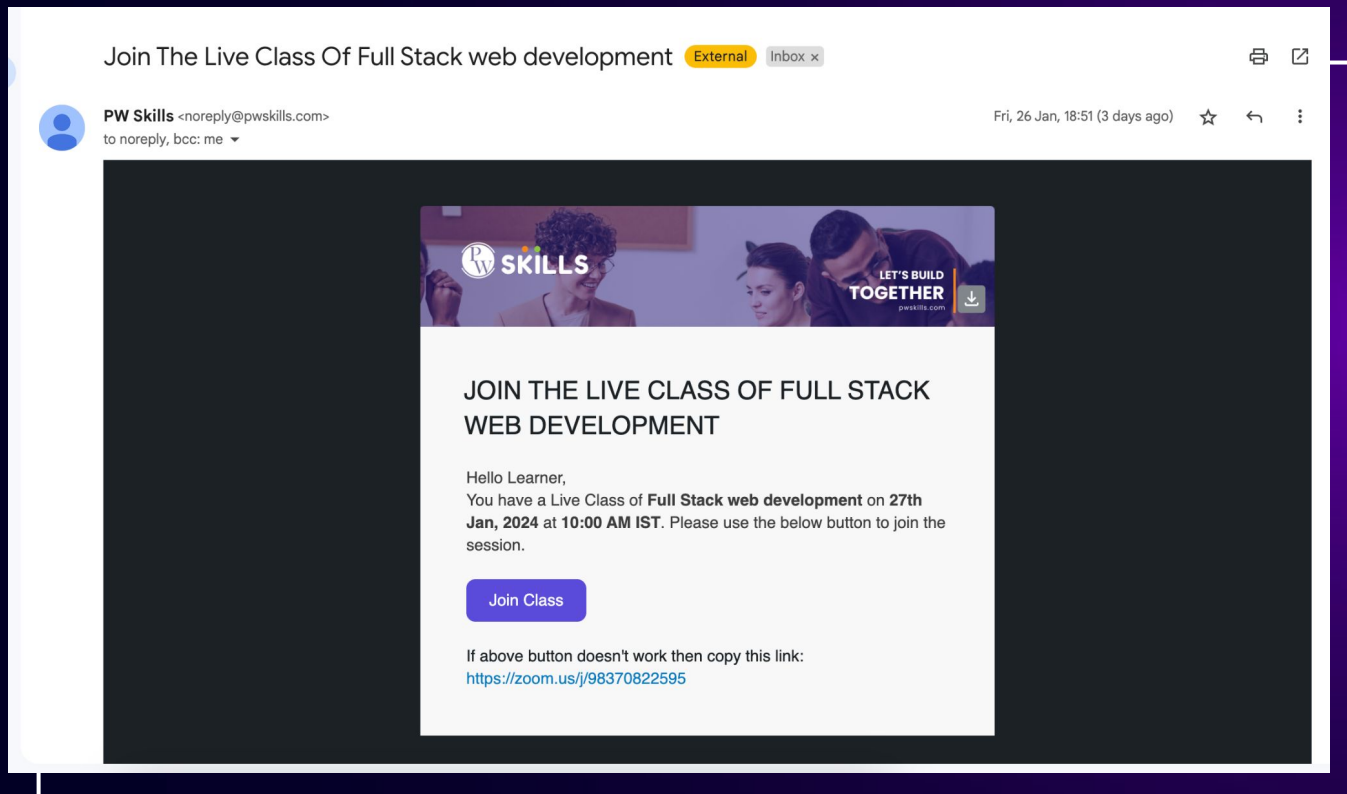 Join The Live Class Of Full Stack web development External Inbox x
PW Skills <noreply@pwskills.com> Fri, 26 Jan, 18:51 (3 days ago)
to noreply, bcc: me
PW SKILLS
LET'S BUILD
TOGETHER
pwskills.com
JOIN THE LIVE CLASS OF FULL STACK
WEB DEVELOPMENT
Hello Learner,
You have a Live Class of Full Stack web development on 27th
Jan, 2024 at 10:00 AM IST. Please use the below button to join the
session.
Join Class
If above button doesn't work then copy this link:
https://zoom.us/j/98370822595